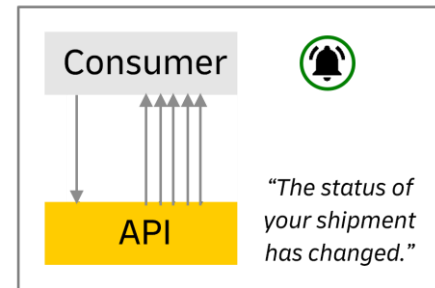 Consumer
API
“The status of
your shipment
has changed.”